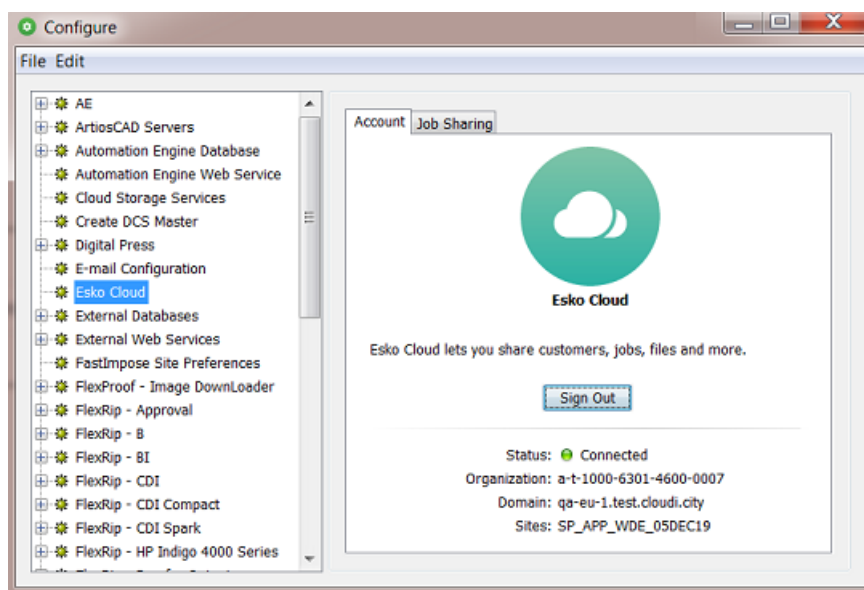 Configure
File Edit
AE
ArtiosCAD Servers
Automation Engine Database
Automation Engine Web Service
Cloud Storage Services
Create DCS Master
Digital Press
E-mail Configuration
Esko Cloud
External Databases
External Web Services
FastImpose Site Preferences
FlexProof - Image DownLoader
FlexRip - Approval
FlexRip - B
FlexRip - BI
FlexRip - CDI
FlexRip - CDI Compact
FlexRip - CDI Spark
FlexRip - HP Indigo 4000 Series
Account Job Sharing
Esko Cloud
Esko Cloud lets you share customers, jobs, files and more.
Sign Out
Status: Connected
Organization: a-t-1000-6301-4600-0007
Domain: qa-eu-1.test.cloudi.city
Sites: SP_APP_WDE_05DEC19